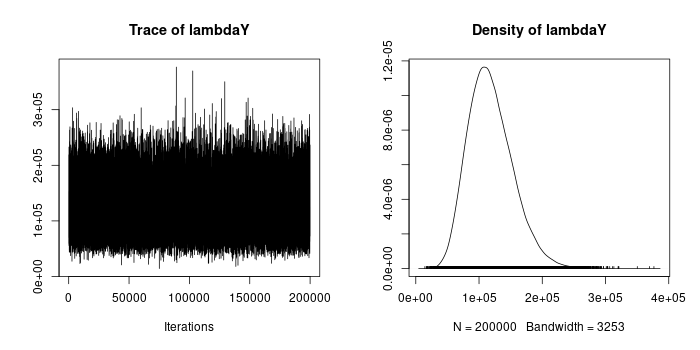 Trace of lambdaY
0e+00 1e+05 2e+05 3e+05
0 50000 100000 150000 200000
Iterations
Density of lambdaY
0.0e+00 4.0e-06 8.0e-06 1.2e-05
0e+00 1e+05 2e+05 3e+05 4e+05
N = 200000 Bandwidth = 3253